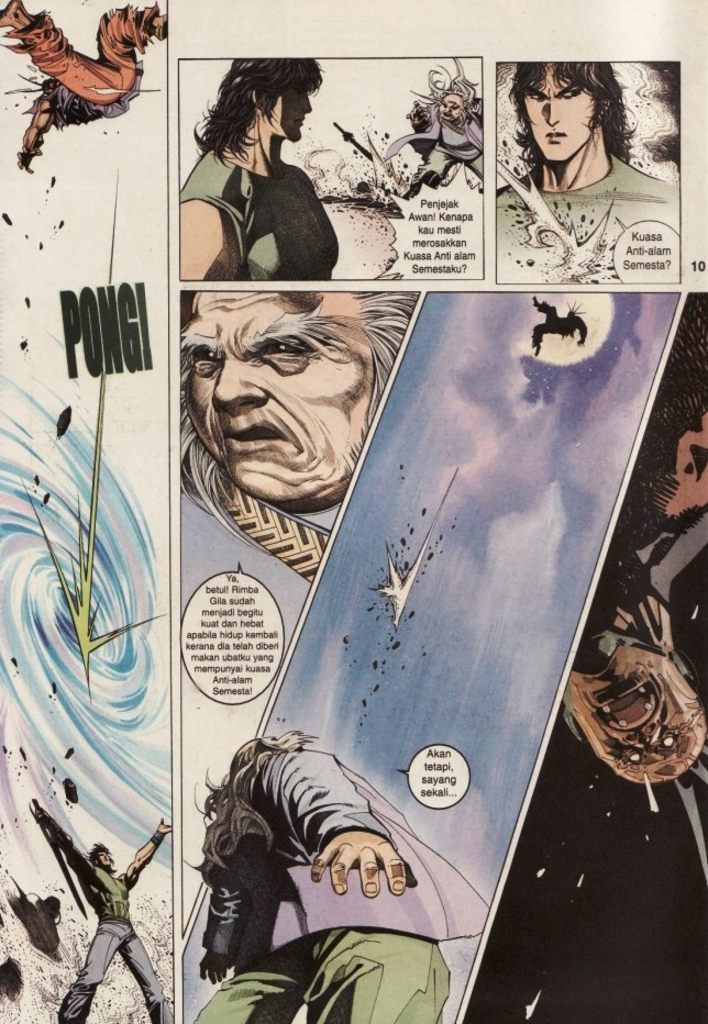 PONG!
Penjejak
Awan! Kenapa
kau mesti
merosakkan
Kuasa Anti alam
Semestaku?
Kuasa
Anti-alam
Semesta?
10
Ya,
betul! Rimba
Gila sudah
menjadi begitu
kuat dan hebat
apabila hidup kembali
kerana dia telah diberi
makan ubatku yang
mempunyai kuasa
Anti-alam
Semesta!
Akan
tetapi,
sayang
sekali...